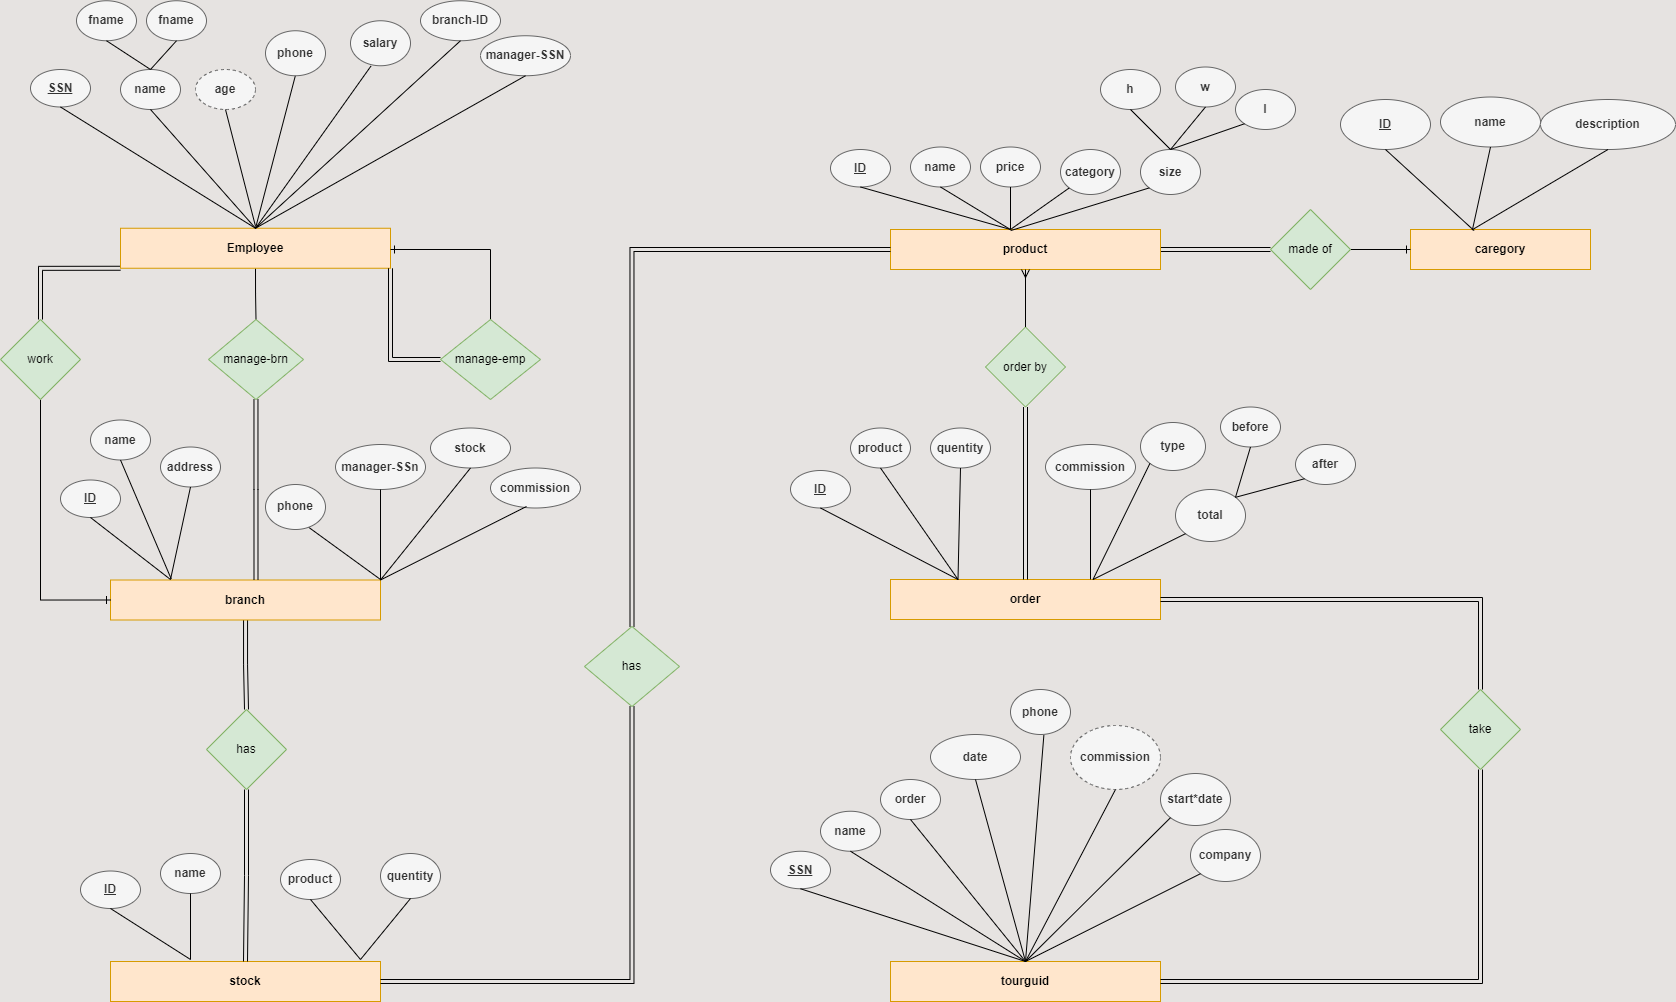 fname
fname
branch-ID
salary
phone
manager-SSN
SSN
name
age
Employee
work
manage-brn
manage-emp
name
address
ID
phone
manager-SSn
stock
commission
branch
has
ID
name
product
quentity
stock
has
h
w
l
ID
name
price
category
size
product
made of
ID
name
description
caregory
order by
product
quentity
ID
commission
type
before
after
total
order
take
phone
date
commission
order
start*date
name
company
SSN
tourguid